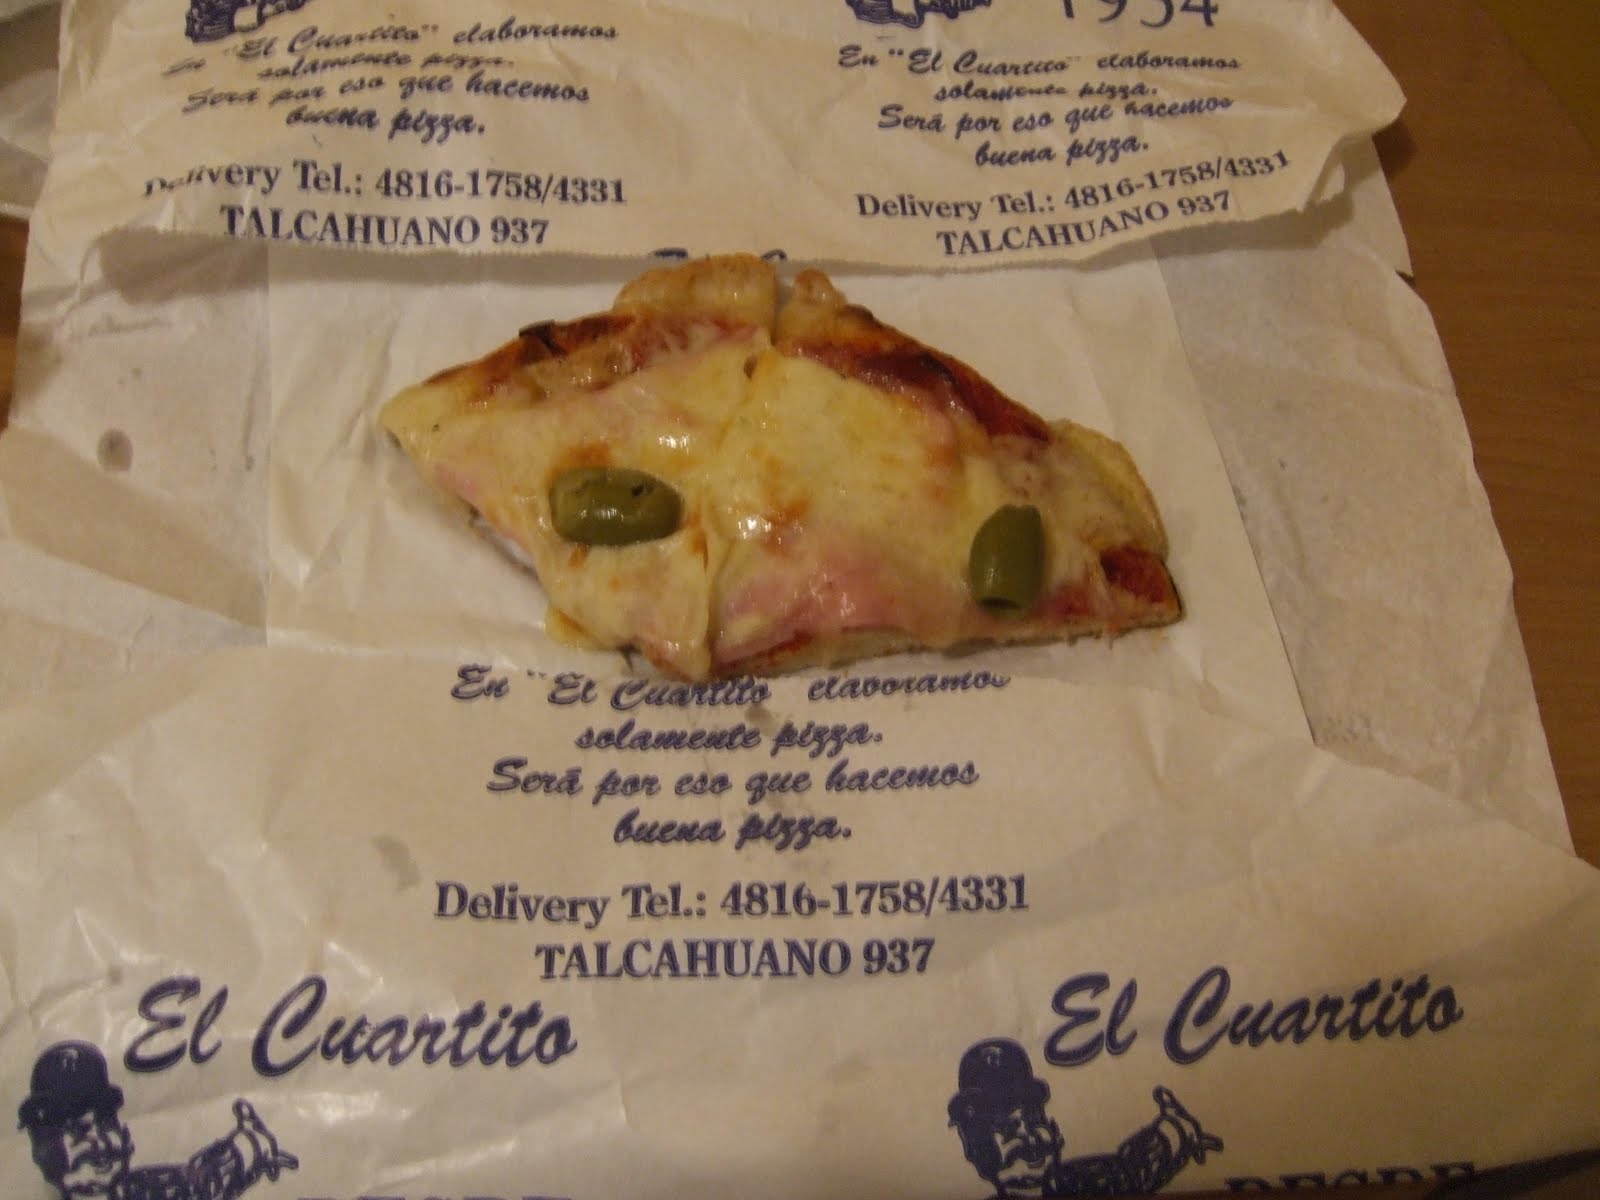 1934
En "El Cuartito" elaboramos
solamente pizza.
Será por eso que hacemos
buena pizza.
Delivery Tel.: 4816-1758/4331
TALCAHUANO 937
En "El Cuartito" elaboramos
solamente pizza.
Será por eso que hacemos
buena pizza.
Delivery Tel.: 4816-1758/4331
TALCAHUANO 937
En "El Cuartito" elaboramos
solamente pizza.
Será por eso que hacemos
buena pizza.
Delivery Tel.: 4816-1758/4331
TALCAHUANO 937
El Cuartito
El Cuartito
DESDE
DESDE